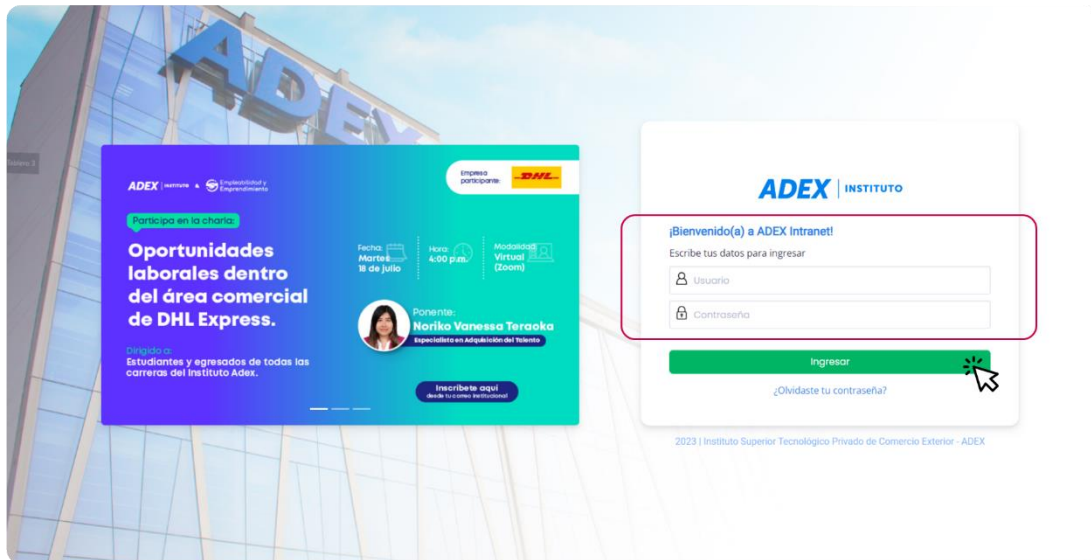 ADEX
Tablero 3
ADEX | INSTITUTO & Empleabilidad y
Emprendimiento
Empresa
participante:
DHL
Participa en la charla:
Oportunidades
laborales dentro
del área comercial
de DHL Express.
Dirigido a:
Estudiantes y egresados de todas las
carreras del Instituto Adex.
Fecha:
Martes
18 de julio
Hora:
4:00 p.m.
Modalidad:
Virtual
(Zoom)
Ponente:
Noriko Vanessa Teraoka
Especialista en Adquisición del Talento
Inscríbete aquí
desde tu correo institucional
ADEX | INSTITUTO
¡Bienvenido(a) a ADEX Intranet!
Escribe tus datos para ingresar
Usuario
Contraseña
Ingresar
¿Olvidaste tu contraseña?
2023 | Instituto Superior Tecnológico Privado de Comercio Exterior - ADEX